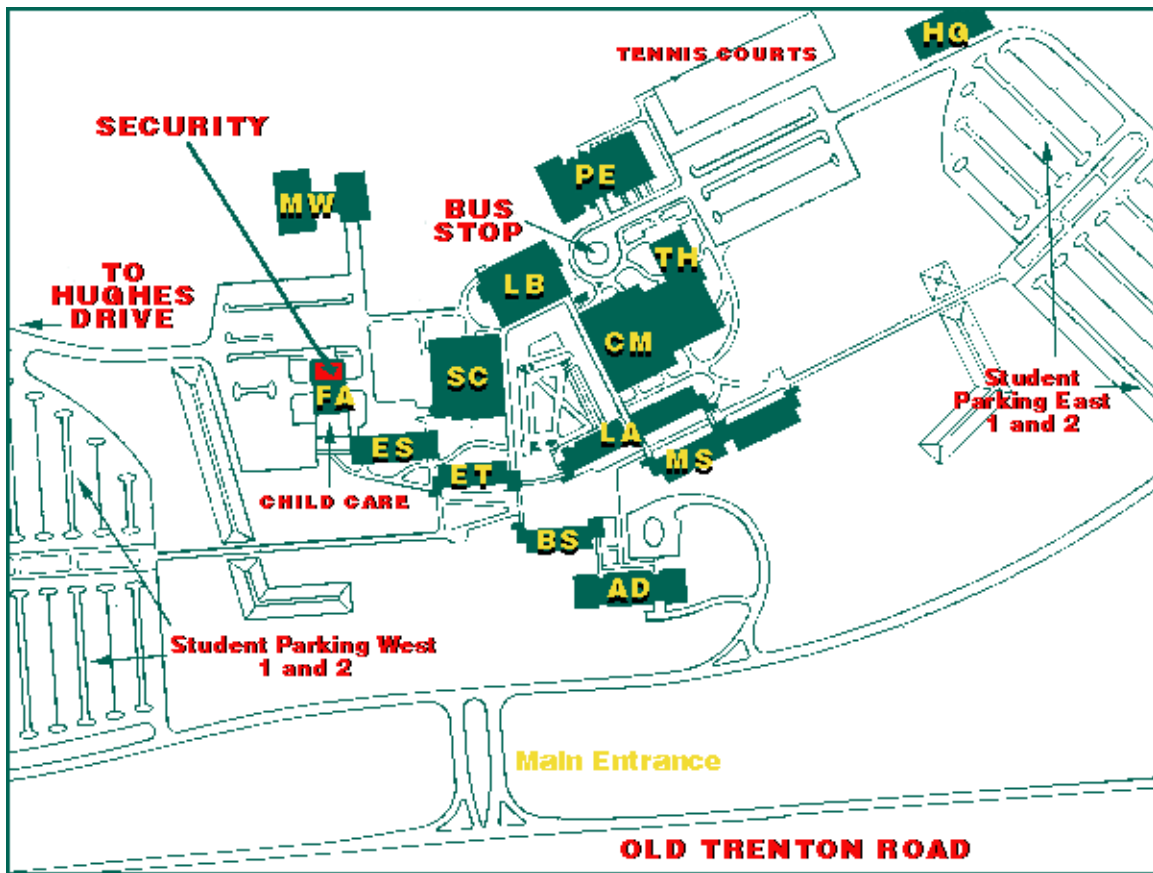 HG
TENNIS COURTS
SECURITY
PE
MW
BUS
STOP
TH
LB
TO
HUGHES
DRIVE
CM
SC
FA
Student
Parking East
1 and 2
LA
ES
MS
ET
CHILD CARE
BS
AD
Student Parking West
1 and 2
Main Entrance
OLD TRENTON ROAD